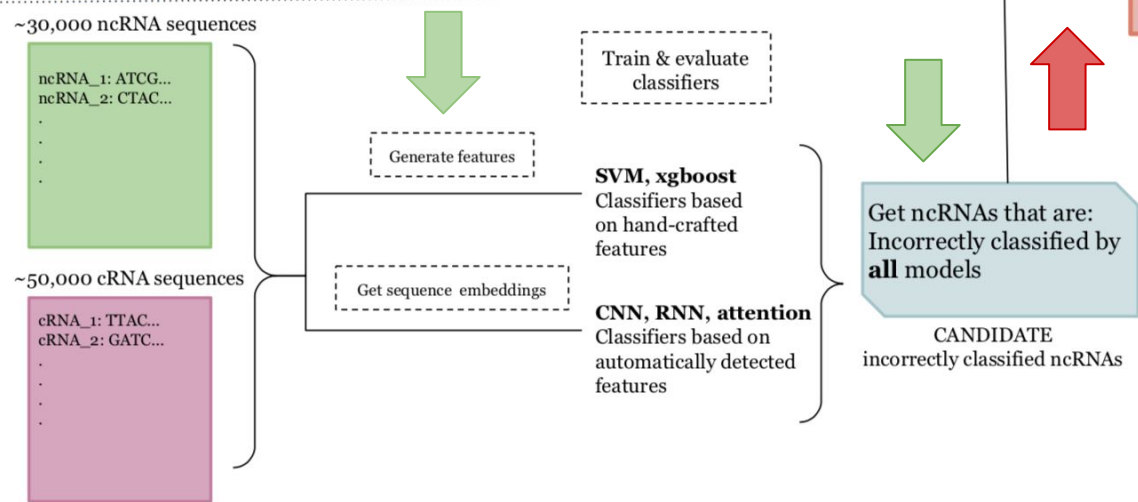 ~30,000 ncRNA sequences
ncRNA_1: ATCG...
ncRNA_2: CTAC...
.
.
.
.
~50,000 cRNA sequences
cRNA_1: TTAC...
cRNA_2: GATC...
.
.
.
.
Generate features
Get sequence embeddings
Train & evaluate
classifiers
SVM, xgboost
Classifiers based
on hand-crafted
features
CNN, RNN, attention
Classifiers based on
automatically detected
features
Get ncRNAs that are:
Incorrectly classified by
all models
CANDIDATE
incorrectly classified ncRNAs